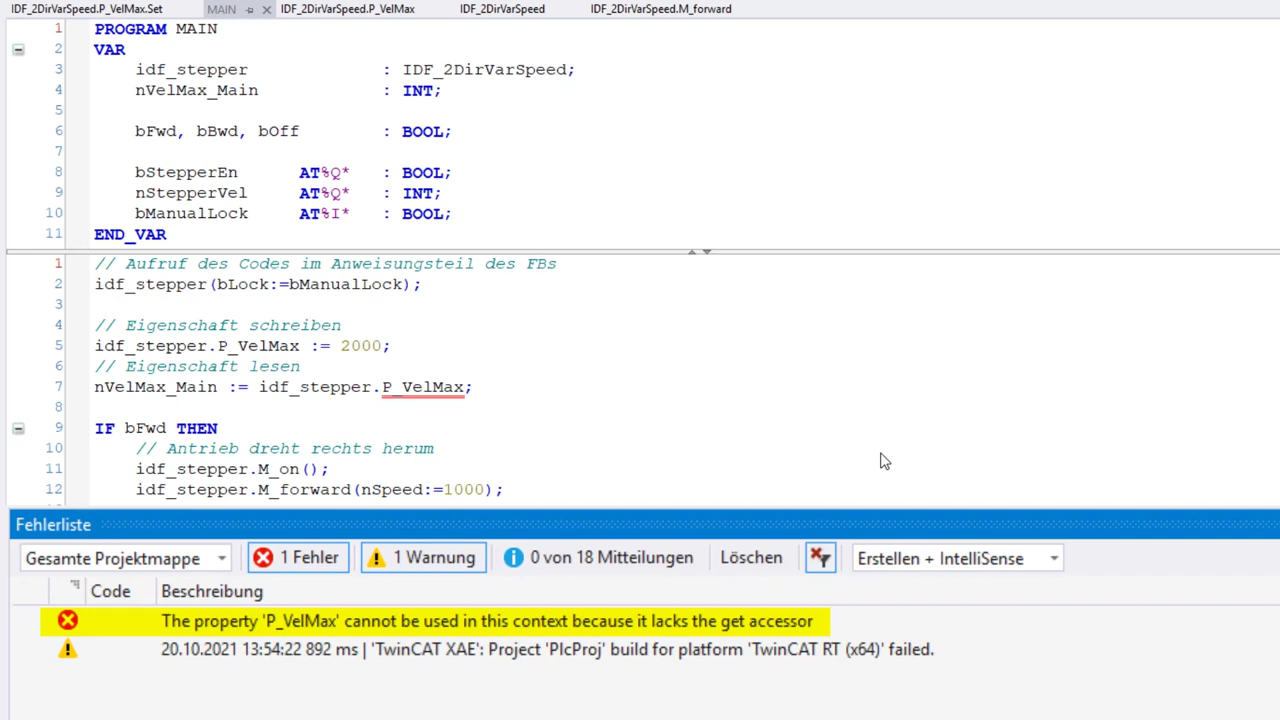 IDF_2DirVarSpeed.P_VelMax.Set MAIN IDF_2DirVarSpeed.P_VelMax IDF_2DirVarSpeed IDF_2DirVarSpeed.M_forward
1 PROGRAM MAIN
2 VAR
3 idf_stepper : IDF_2DirVarSpeed;
4 nVelMax_Main : INT;
5
6 bFwd, bBwd, bOff : BOOL;
7
8 bStepperEn AT%Q* : BOOL;
9 nStepperVel AT%Q* : INT;
10 bManualLock AT%I* : BOOL;
11 END_VAR
1 // Aufruf des Codes im Anweisungsteil des FBs
2 idf_stepper(bLock:=bManualLock);
3
4 // Eigenschaft schreiben
5 idf_stepper.P_VelMax := 2000;
6 // Eigenschaft lesen
7 nVelMax_Main := idf_stepper.P_VelMax;
8
9 IF bFwd THEN
10 // Antrieb dreht rechts herum
11 idf_stepper.M_on();
12 idf_stepper.M_forward(nSpeed:=1000);
Fehlerliste
Gesamte Projektmappe 1 Fehler 1 Warnung 0 von 18 Mitteilungen Löschen Erstellen + IntelliSense
Code Beschreibung
The property 'P_VelMax' cannot be used in this context because it lacks the get accessor
20.10.2021 13:54:22 892 ms | 'TwinCAT XAE': Project 'PlcProj' build for platform 'TwinCAT RT (x64)' failed.